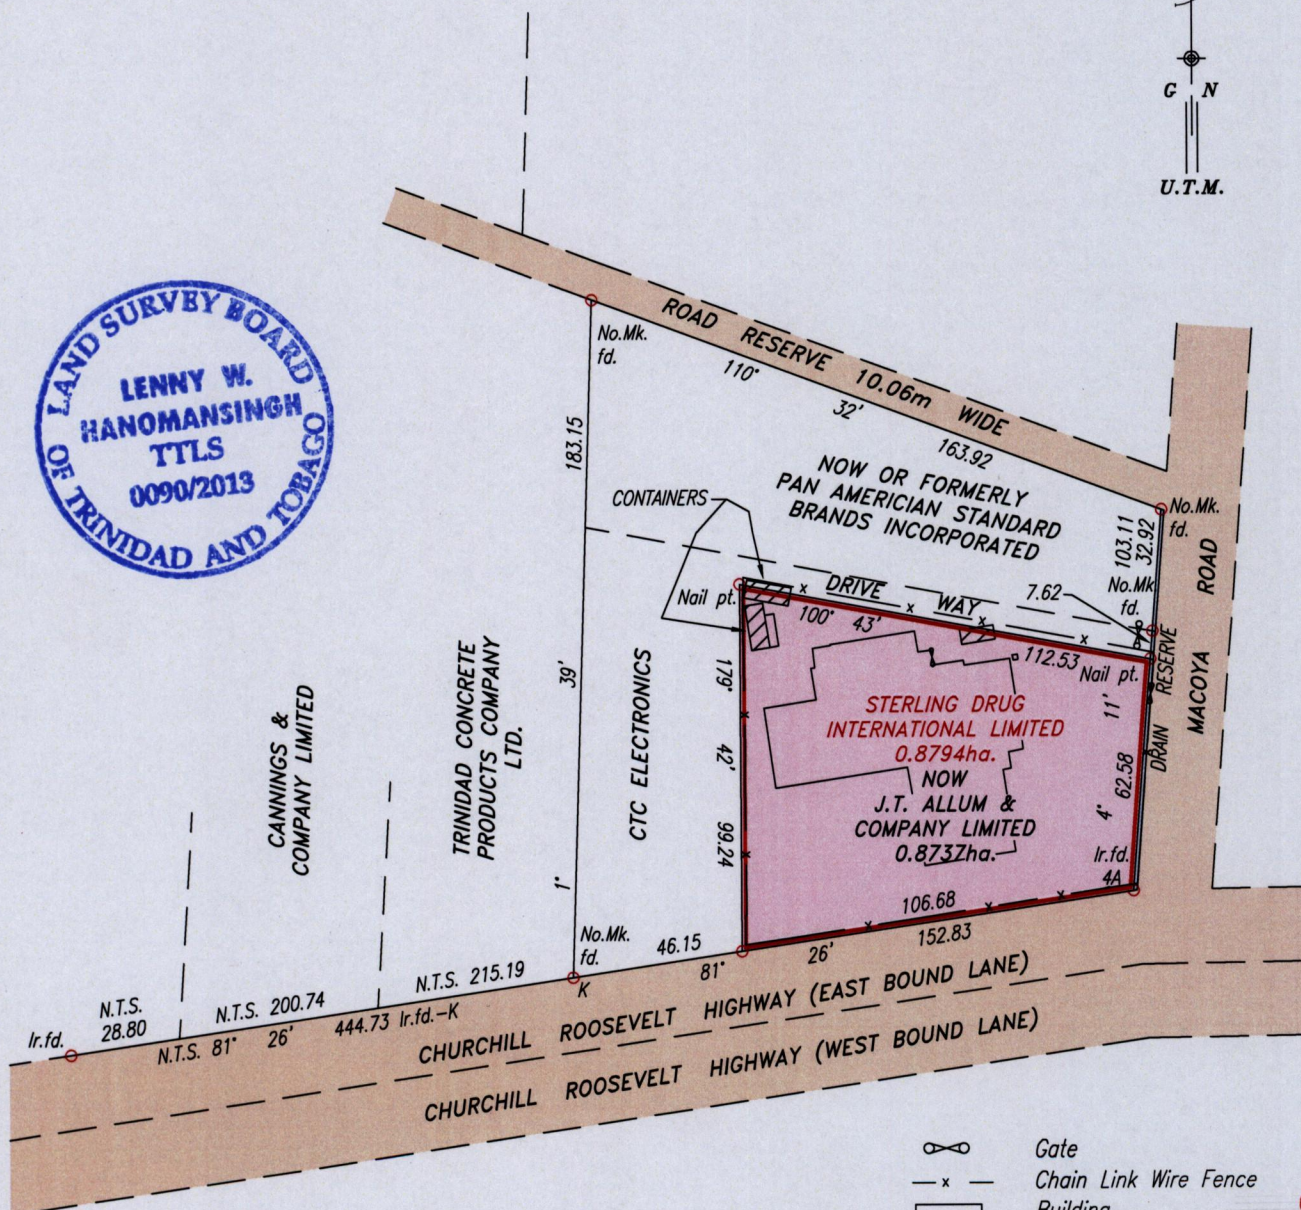 G N
U.T.M.
LAND SURVEY BOARD
OF TRINIDAD AND TOBAGO
LENNY W.
HANOMANSINGH
TTLS
0090/2013
ROAD RESERVE 10.06m WIDE
No.Mk.
fd.
110°
32'
163.92
183.15
39'
1°
NOW OR FORMERLY
PAN AMERICIAN STANDARD
BRANDS INCORPORATED
CONTAINERS
No.Mk.
fd.
103.11
32.92
No.Mk
fd.
7.62
DRIVE WAY
Nail pt.
100°
43'
112.53
Nail pt.
DRAIN RESERVE
MACOYA ROAD
179°
42'
99.24
STERLING DRUG
INTERNATIONAL LIMITED
0.8794ha.
NOW
J.T. ALLUM &
COMPANY LIMITED
0.8737ha.
11'
62.58
4°
Ir.fd.
4A
CANNINGS &
COMPANY LIMITED
TRINIDAD CONCRETE
PRODUCTS COMPANY
LTD.
CTC ELECTRONICS
106.68
152.83
No.Mk.
fd.
46.15
81°
26'
K
N.T.S. 215.19
N.T.S. 200.74
N.T.S.
28.80
Ir.fd.
N.T.S. 81° 26' 444.73 Ir.fd.-K
CHURCHILL ROOSEVELT HIGHWAY (EAST BOUND LANE)
CHURCHILL ROOSEVELT HIGHWAY (WEST BOUND LANE)
Gate
x Chain Link Wire Fence
Building